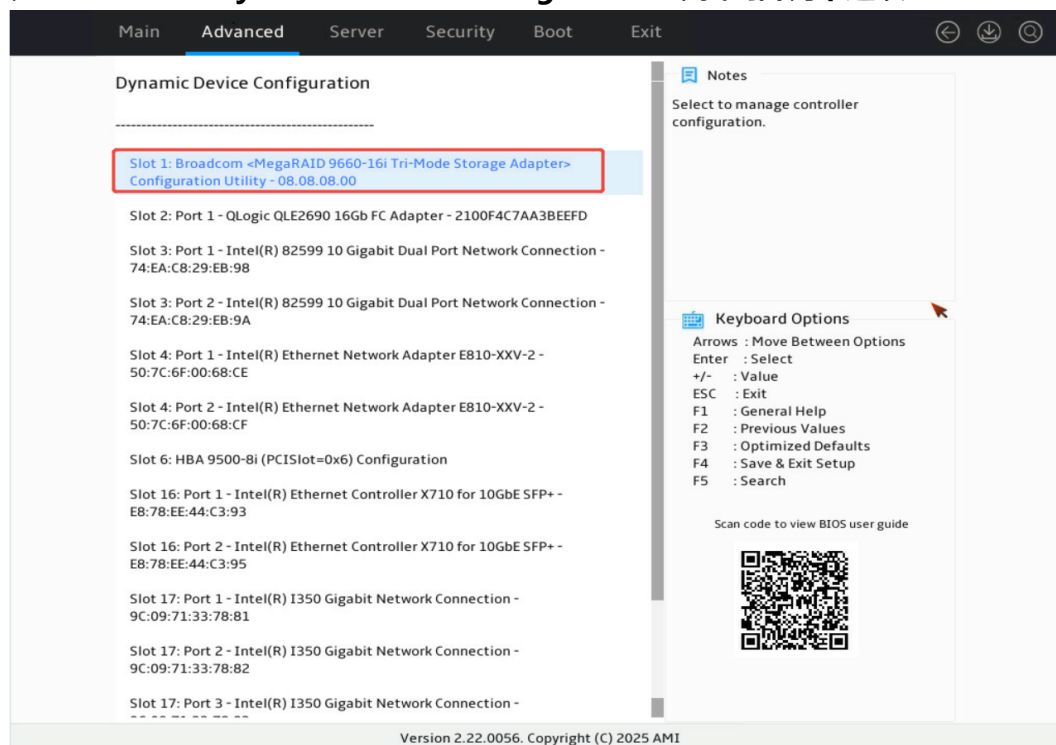 Main Advanced Server Security Boot Exit
Dynamic Device Configuration
-------------------------------------------------
Slot 1: Broadcom <MegaRAID 9660-16i Tri-Mode Storage Adapter>
Configuration Utility - 08.08.08.00
Slot 2: Port 1 - QLogic QLE2690 16Gb FC Adapter - 2100F4C7AA3BEEFD
Slot 3: Port 1 - Intel(R) 82599 10 Gigabit Dual Port Network Connection -
74:EA:C8:29:EB:98
Slot 3: Port 2 - Intel(R) 82599 10 Gigabit Dual Port Network Connection -
74:EA:C8:29:EB:9A
Slot 4: Port 1 - Intel(R) Ethernet Network Adapter E810-XXV-2 -
50:7C:6F:00:68:CE
Slot 4: Port 2 - Intel(R) Ethernet Network Adapter E810-XXV-2 -
50:7C:6F:00:68:CF
Slot 6: HBA 9500-8i (PCISlot=0x6) Configuration
Slot 16: Port 1 - Intel(R) Ethernet Controller X710 for 10GbE SFP+ -
E8:78:EE:44:C3:93
Slot 16: Port 2 - Intel(R) Ethernet Controller X710 for 10GbE SFP+ -
E8:78:EE:44:C3:95
Slot 17: Port 1 - Intel(R) I350 Gigabit Network Connection -
9C:09:71:33:78:81
Slot 17: Port 2 - Intel(R) I350 Gigabit Network Connection -
9C:09:71:33:78:82
Slot 17: Port 3 - Intel(R) I350 Gigabit Network Connection -
Notes
Select to manage controller
configuration.
Keyboard Options
Arrows : Move Between Options
Enter : Select
+/- : Value
ESC : Exit
F1 : General Help
F2 : Previous Values
F3 : Optimized Defaults
F4 : Save & Exit Setup
F5 : Search
Scan code to view BIOS user guide
Version 2.22.0056. Copyright (C) 2025 AMI